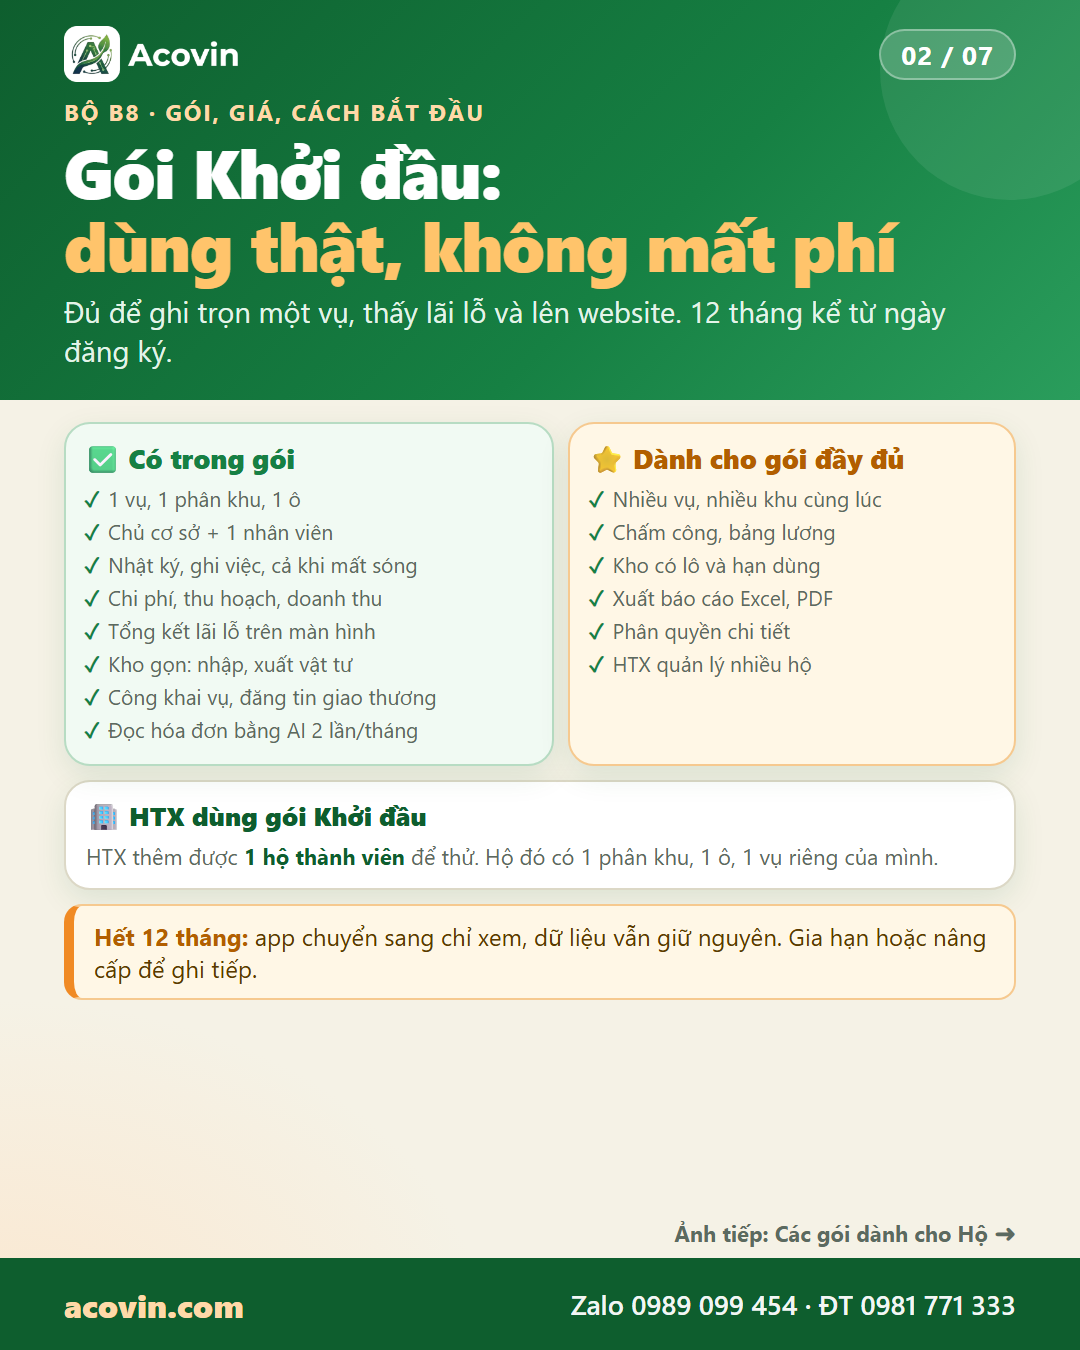 Acovin
02 / 07
BỘ B8 · GÓI, GIÁ, CÁCH BẮT ĐẦU
Gói Khởi đầu:
dùng thật, không mất phí
Đủ để ghi trọn một vụ, thấy lãi lỗ và lên website. 12 tháng kể từ ngày
đăng ký.
✅ Có trong gói
✓ 1 vụ, 1 phân khu, 1 ô
✓ Chủ cơ sở + 1 nhân viên
✓ Nhật ký, ghi việc, cả khi mất sóng
✓ Chi phí, thu hoạch, doanh thu
✓ Tổng kết lãi lỗ trên màn hình
✓ Kho gọn: nhập, xuất vật tư
✓ Công khai vụ, đăng tin giao thương
✓ Đọc hóa đơn bằng AI 2 lần/tháng
⭐ Dành cho gói đầy đủ
✓ Nhiều vụ, nhiều khu cùng lúc
✓ Chấm công, bảng lương
✓ Kho có lô và hạn dùng
✓ Xuất báo cáo Excel, PDF
✓ Phân quyền chi tiết
✓ HTX quản lý nhiều hộ
🏢 HTX dùng gói Khởi đầu
HTX thêm được 1 hộ thành viên để thử. Hộ đó có 1 phân khu, 1 ô, 1 vụ riêng của mình.
Hết 12 tháng: app chuyển sang chỉ xem, dữ liệu vẫn giữ nguyên. Gia hạn hoặc nâng
cấp để ghi tiếp.
Ảnh tiếp: Các gói dành cho Hộ ➜
acovin.com
Zalo 0989 099 454 · ĐT 0981 771 333